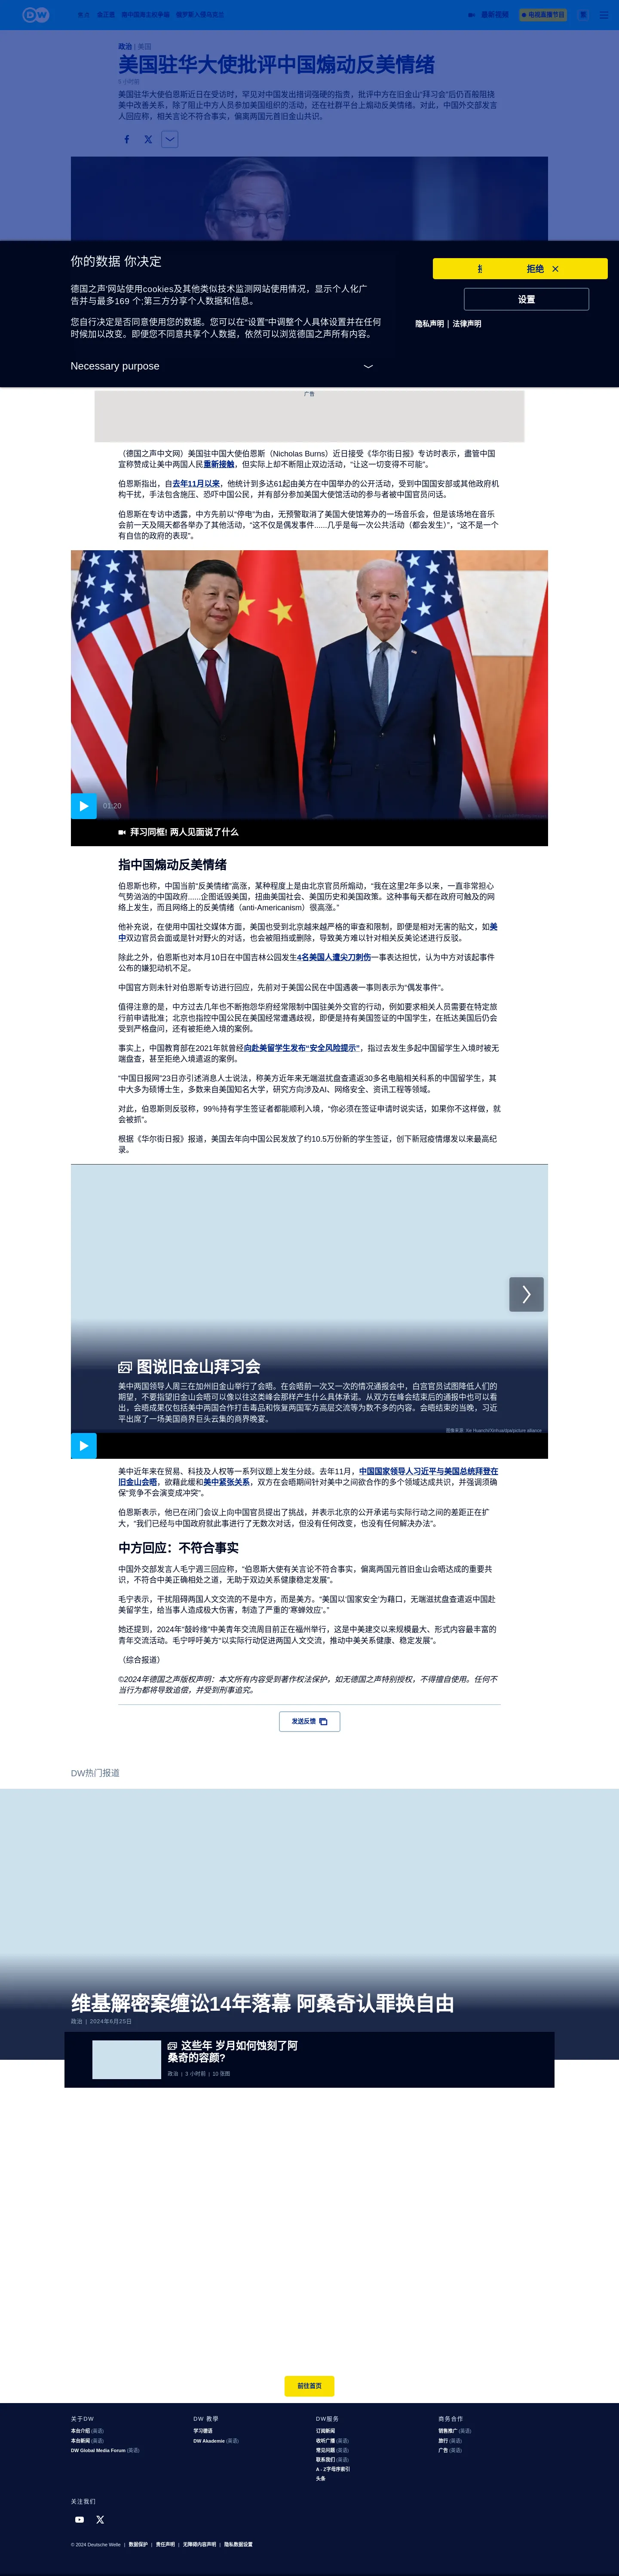 DW
最新视频
电视直播节目
繁
政治 | 美国
美国驻华大使批评中国煽动反美情绪
5 小时前
美国驻华大使伯恩斯近日在受访时，罕见对中国发出措词强硬的指责，批评中方在旧金山“拜习会”后仍百般阻挠
美中改善关系，除了阻止中方人员参加美国组织的活动，还在社群平台上煽动反美情绪。对此，中国外交部发言
人回应称，相关言论不符合事实，偏离两国元首旧金山共识。
你的数据 你决定
德国之声'网站使用cookies及其他类似技术监测网站使用情况，显示个人化广
告并与最多169 个;第三方分享个人数据和信息。
您自行决定是否同意使用您的数据。您可以在“设置”中调整个人具体设置并在任何
时候加以改变。即便您不同意共享个人数据，依然可以浏览德国之声所有内容。
Necessary purpose
拒绝
设置
隐私声明 | 法律声明
广告
（德国之声中文网）美国驻中国大使伯恩斯（Nicholas Burns）近日接受《华尔街日报》专访时表示，盡管中国
宣称赞成让美中两国人民重新接触，但实际上却不断阻止双边活动，“让这一切变得不可能”。
伯恩斯指出，自去年11月以来，他统计到多达61起由美方在中国举办的公开活动，受到中国国安部或其他政府机
构干扰，手法包含施压、恐吓中国公民，并有部分参加美国大使馆活动的参与者被中国官员问话。
伯恩斯在专访中透露，中方先前以“停电”为由，无预警取消了美国大使馆筹办的一场音乐会，但是该场地在音乐
会前一天及隔天都各举办了其他活动，“这不仅是偶发事件......几乎是每一次公共活动（都会发生）”，“这不是一个
有自信的政府的表现”。
01:20
拜习同框! 两人见面说了什么
指中国煽动反美情绪
伯恩斯也称，中国当前“反美情绪”高涨，某种程度上是由北京官员所煽动，“我在这里2年多以来，一直非常担心
气势汹汹的中国政府......企图诋毁美国，扭曲美国社会、美国历史和美国政策。这种事每天都在政府可触及的网
络上发生，而且网络上的反美情绪（anti-Americanism）很高涨。”
他补充说，在使用中国社交媒体方面，美国也受到北京越来越严格的审查和限制，即便是相对无害的贴文，如美
中双边官员会面或是针对野火的对话，也会被阻挡或删除，导致美方难以针对相关反美论述进行反驳。
除此之外，伯恩斯也对本月10日在中国吉林公园发生4名美国人遭尖刀刺伤一事表达担忧，认为中方对该起事件
公布的嫌犯动机不足。
中国官方则未针对伯恩斯专访进行回应，先前对于美国公民在中国遇袭一事则表示为“偶发事件”。
值得注意的是，中方过去几年也不断抱怨华府经常限制中国驻美外交官的行动，例如要求相关人员需要在特定旅
行前申请批准；北京也指控中国公民在美国经常遭遇歧视，即便是持有美国签证的中国学生，在抵达美国后仍会
受到严格盘问，还有被拒绝入境的案例。
事实上，中国教育部在2021年就曾经向赴美留学生发布“安全风险提示”，指过去发生多起中国留学生入境时被无
端盘查，甚至拒绝入境遣返的案例。
“中国日报网”23日亦引述消息人士说法，称美方近年来无端滋扰盘查遣返30多名电脑相关科系的中国留学生，其
中大多为硕博士生，多数来自美国知名大学，研究方向涉及AI、网络安全、资讯工程等领域。
对此，伯恩斯则反驳称，99％持有学生签证者都能顺利入境，“你必须在签证申请时说实话，如果你不这样做，就
会被抓”。
根据《华尔街日报》报道，美国去年向中国公民发放了约10.5万份新的学生签证，创下新冠疫情爆发以来最高纪
录。
图说旧金山拜习会
美中两国领导人周三在加州旧金山举行了会晤。在会晤前一次又一次的情况通报会中，白宫官员试图降低人们的
期望，不要指望旧金山会晤可以像以往这类峰会那样产生什么具体承诺。从双方在峰会结束后的通报中也可以看
出，会晤成果仅包括美中两国合作打击毒品和恢复两国军方高层交流等为数不多的内容。会晤结束的当晚，习近
平出席了一场美国商界巨头云集的商界晚宴。
图像来源: Xie Huanchi/Xinhua/dpa/picture alliance
美中近年来在贸易、科技及人权等一系列议题上发生分歧。去年11月，中国国家领导人习近平与美国总统拜登在
旧金山会晤，欲藉此缓和美中紧张关系，双方在会晤期间针对美中之间欲合作的多个领域达成共识，并强调须确
保“竞争不会演变成冲突”。
伯恩斯表示，他已在闭门会议上向中国官员提出了挑战，并表示北京的公开承诺与实际行动之间的差距正在扩
大，“我们已经与中国政府就此事进行了无数次对话，但没有任何改变，也没有任何解决办法”。
中方回应：不符合事实
中国外交部发言人毛宁週三回应称，“伯恩斯大使有关言论不符合事实，偏离两国元首旧金山会晤达成的重要共
识，不符合中美正确相处之道，无助于双边关系健康稳定发展”。
毛宁表示，干扰阻碍两国人文交流的不是中方，而是美方。“美国以‘国家安全’为藉口，无端滋扰盘查遣返中国赴
美留学生，给当事人造成极大伤害，制造了严重的‘寒蝉效应’。”
她还提到，2024年“鼓岭缘”中美青年交流周目前正在福州举行，这是中美建交以来规模最大、形式内容最丰富的
青年交流活动。毛宁呼吁美方“以实际行动促进两国人文交流，推动中美关系健康、稳定发展”。
（综合报道）
©2024年德国之声版权声明：本文所有内容受到著作权法保护，如无德国之声特别授权，不得擅自使用。任何不
当行为都将导致追偿，并受到刑事追究。
发送反馈
DW热门报道
维基解密案缠讼14年落幕 阿桑奇认罪换自由
政治 | 2024年6月25日
这些年 岁月如何蚀刻了阿
桑奇的容颜?
政治 | 3 小时前 | 10 张图
前往首页
关于DW
本台介绍 (英语)
本台新闻 (英语)
DW Global Media Forum (英语)
DW 教學
学习德语
DW Akademie (英语)
DW服务
订阅新闻
收听广播 (英语)
常见问题 (英语)
联系我们 (英语)
A - Z字母序索引
头条
商务合作
销售推广 (英语)
旅行 (英语)
广告 (英语)
关注我们
© 2024 Deutsche Welle | 数据保护 | 责任声明 | 无障碍内容声明 | 隐私数据设置